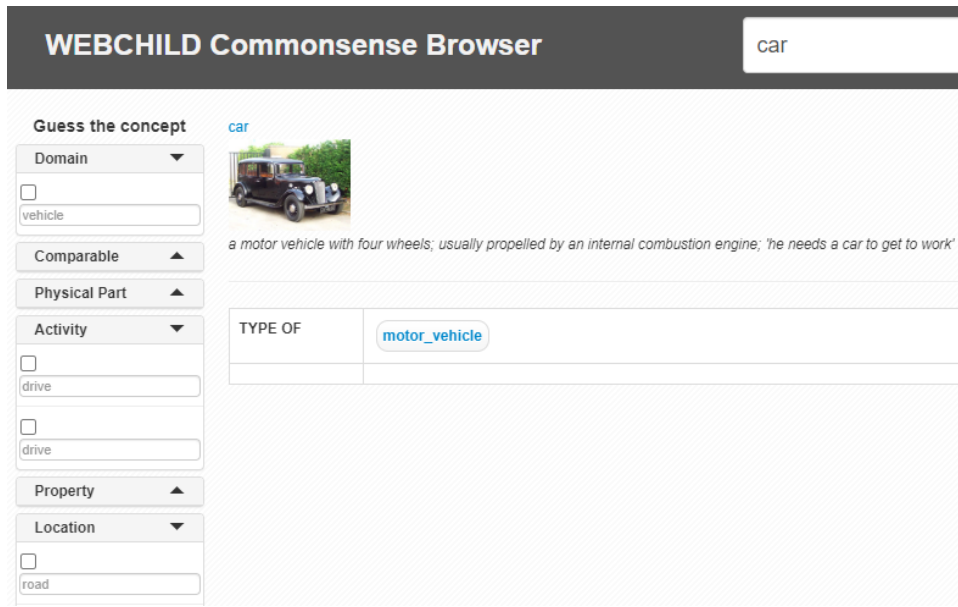 WEBCHILD Commonsense Browser
car
Guess the concept
Domain
vehicle
Comparable
Physical Part
Activity
drive
drive
Property
Location
road
car
a motor vehicle with four wheels; usually propelled by an internal combustion engine; 'he needs a car to get to work'
TYPE OF
motor_vehicle